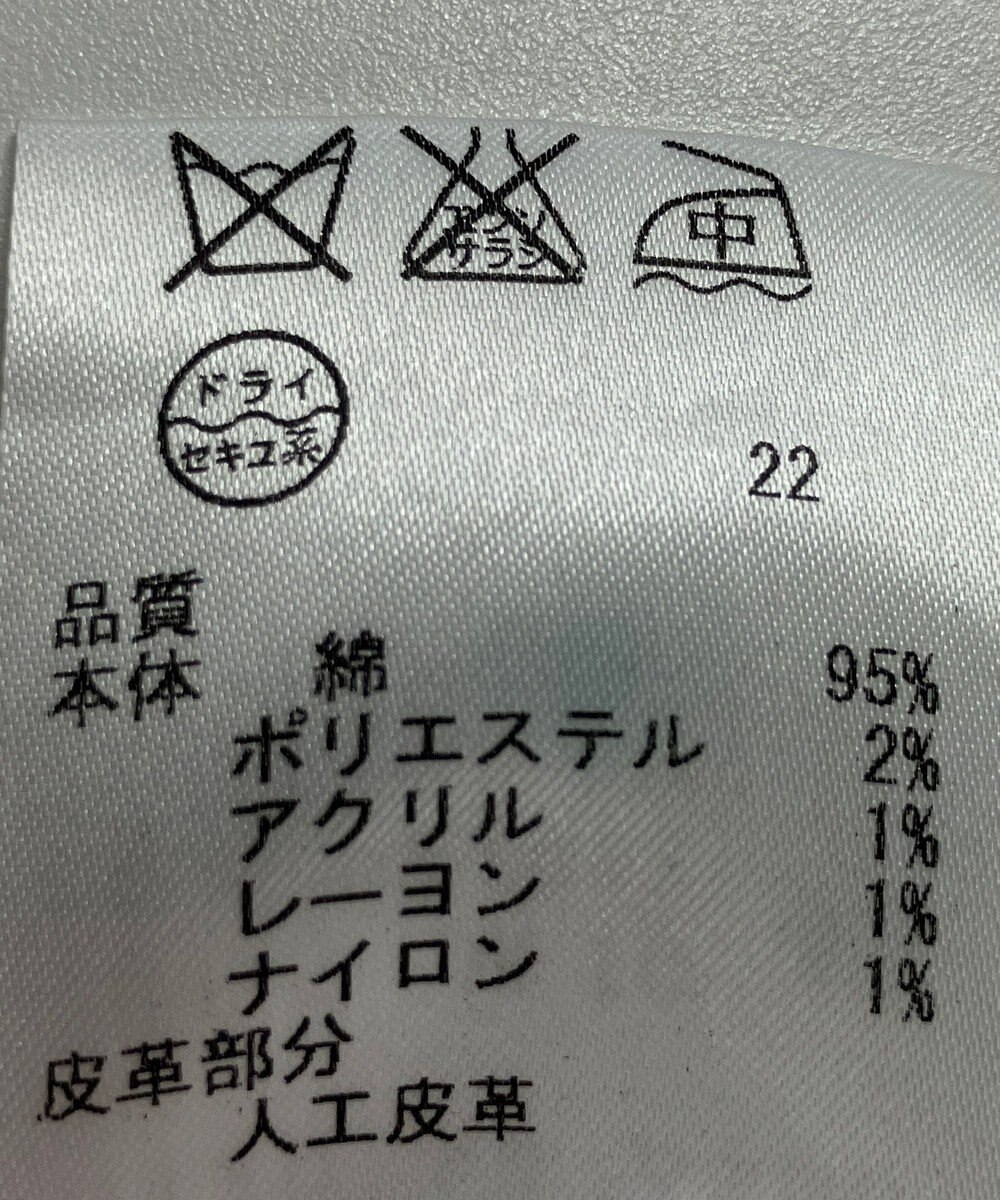 エンソ
サラシ
中
ドライ
セキユ系
22
品質
本体 綿 95%
ポリエステル 2%
アクリル 1%
レーヨン 1%
ナイロン 1%
皮革部分
人工皮革